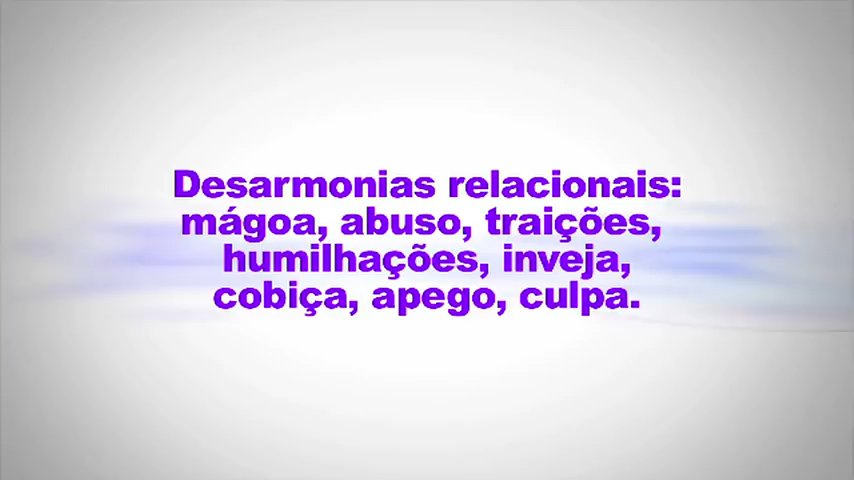 Desarmonias relacionais:
mágoa, abuso, traições,
humilhações, inveja,
cobiça, apego, culpa.